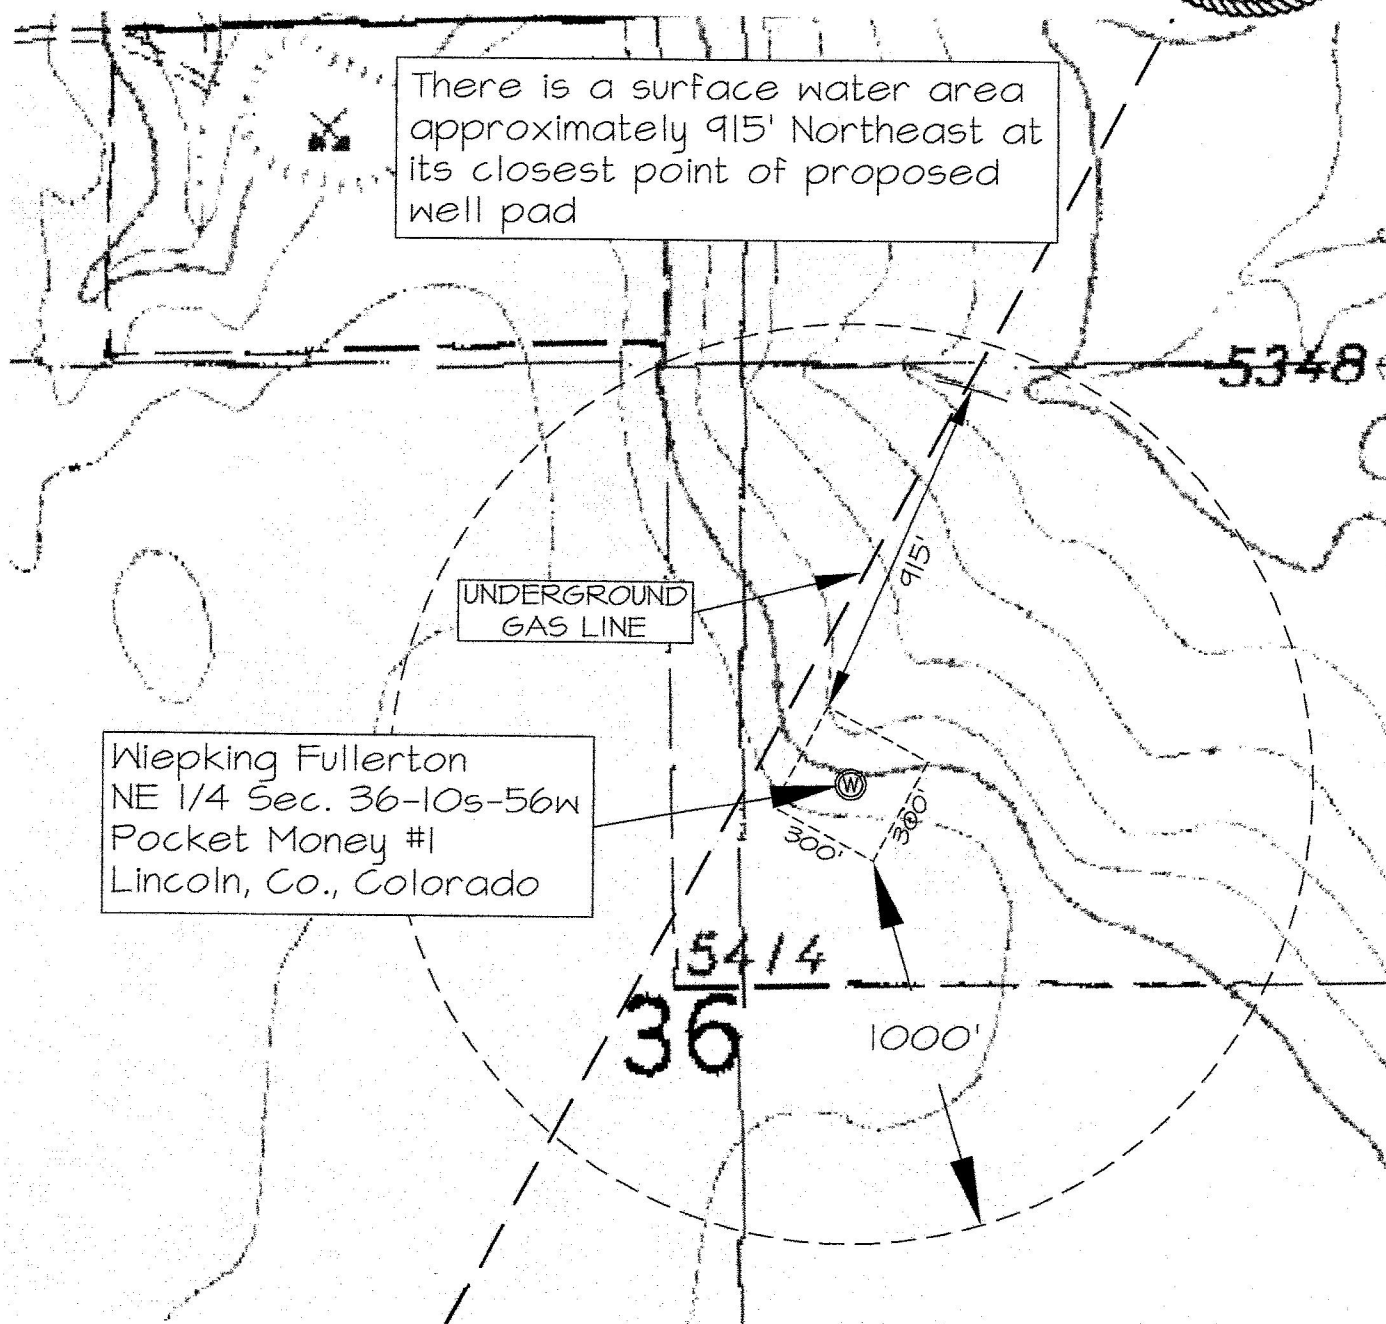 There is a surface water area
approximately 915' Northeast at
its closest point of proposed
well pad
5348
915'
UNDERGROUND
GAS LINE
Wiepking Fullerton
NE 1/4 Sec. 36-10s-56w
Pocket Money #1
Lincoln, Co., Colorado
W
300'
300'
5414
36
1000'